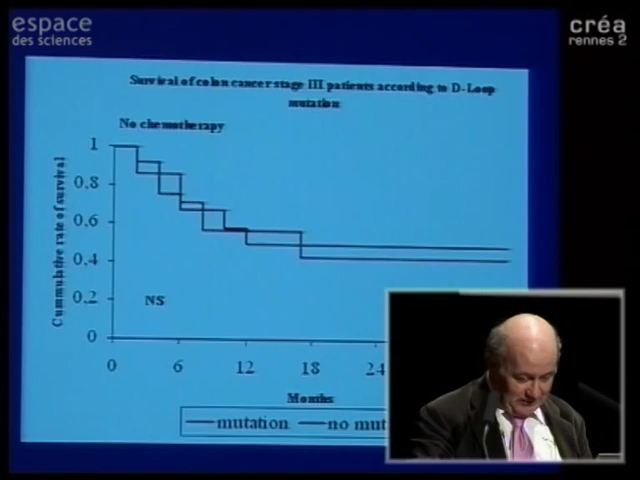 espace
des sciences
créa
rennes 2
Survival of colon cancer stage III patients according to D-Loop
mutation
No chemotherapy
Cummulative rate of survival
1
0,8
0,6
0,4
0,2
0
NS
0 6 12 18 24
Months
mutation no mut